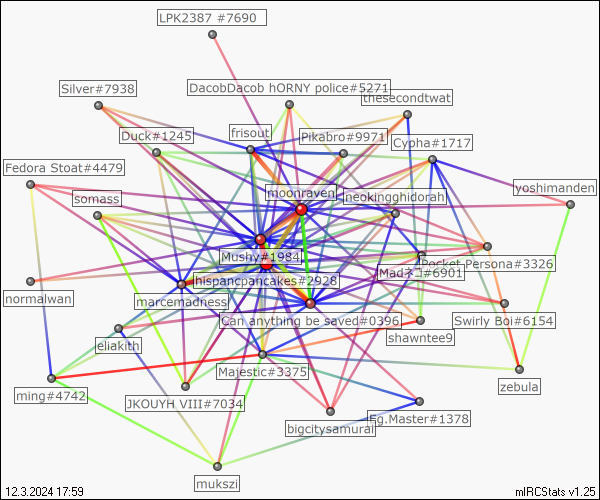 LPK2387 #7690
Silver#7938
DacobDacob hORNY police#5271
thesecondtwat
Duck#1245
frisout
Pikabro#9971
Cypha#1717
Fedora Stoat#4479
somass
moonraven
neokingghidorah
yoshimanden
Mushy#1984
Pocket Persona#3326
Madネコ#6901
hispancpancakes#2928
normalwan
marcemadness
Can anything be saved#0396
Swirly Boi#6154
shawntee9
eliakith
Majestic#3375
zebula
ming#4742
JKOUYH VIII#7034
bigcitysamurai
Eg.Master#1378
mukszi
12.3.2024 17:59
mIRCStats v1.25